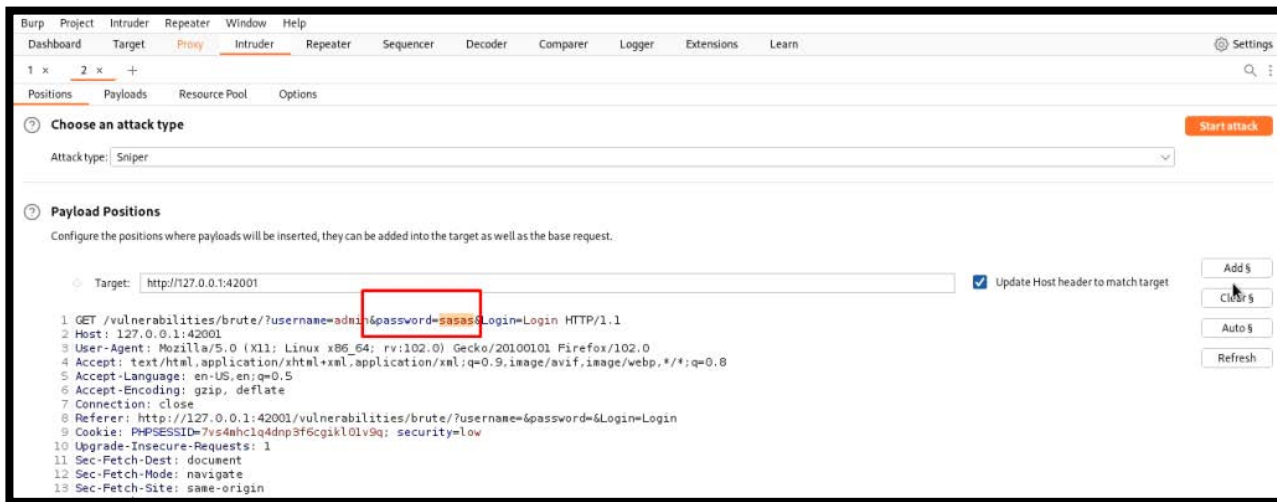 Burp Project Intruder Repeater Window Help
Dashboard Target Proxy Intruder Repeater Sequencer Decoder Comparer Logger Extensions Learn Settings
1 × 2 × +
Positions Payloads Resource Pool Options
? Choose an attack type
Start attack
Attack type: Sniper
? Payload Positions
Configure the positions where payloads will be inserted, they can be added into the target as well as the base request.
Add §
Target: http://127.0.0.1:42001 Update Host header to match target
Clear §
1 GET /vulnerabilities/brute/?username=admin&password=sasas&Login=Login HTTP/1.1
2 Host: 127.0.0.1:42001
Auto §
3 User-Agent: Mozilla/5.0 (X11; Linux x86_64; rv:102.0) Gecko/20100101 Firefox/102.0
4 Accept: text/html,application/xhtml+xml,application/xml;q=0.9,image/avif,image/webp,*/*;q=0.8
Refresh
5 Accept-Language: en-US,en;q=0.5
6 Accept-Encoding: gzip, deflate
7 Connection: close
8 Referer: http://127.0.0.1:42001/vulnerabilities/brute/?username=&password=&Login=Login
9 Cookie: PHPSESSID=7vs4mhc1q4dnp3f6cgikl01v9q; security=low
10 Upgrade-Insecure-Requests: 1
11 Sec-Fetch-Dest: document
12 Sec-Fetch-Mode: navigate
13 Sec-Fetch-Site: same-origin